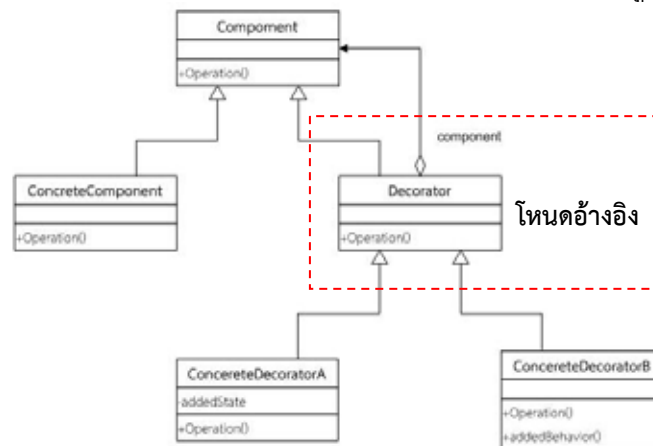 Compoment
+Operation()
component
ConcreteComponent
+Operation()
Decorator
+Operation()
โหนดอ้างอิง
ConcereteDecoratorA
-addedState
+Operation()
ConcereteDecoratorB
+Operation()
+addedBehavior()